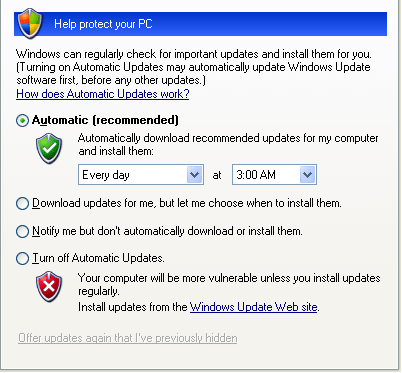 Help protect your PC
Windows can regularly check for important updates and install them for you.
(Turning on Automatic Updates may automatically update Windows Update
software first, before any other updates.)
How does Automatic Updates work?
Automatic (recommended)
Automatically download recommended updates for my computer
and install them:
Every day at 3:00 AM
Download updates for me, but let me choose when to install them.
Notify me but don't automatically download or install them.
Turn off Automatic Updates.
Your computer will be more vulnerable unless you install updates
regularly.
Install updates from the Windows Update Web site.
Offer updates again that I've previously hidden